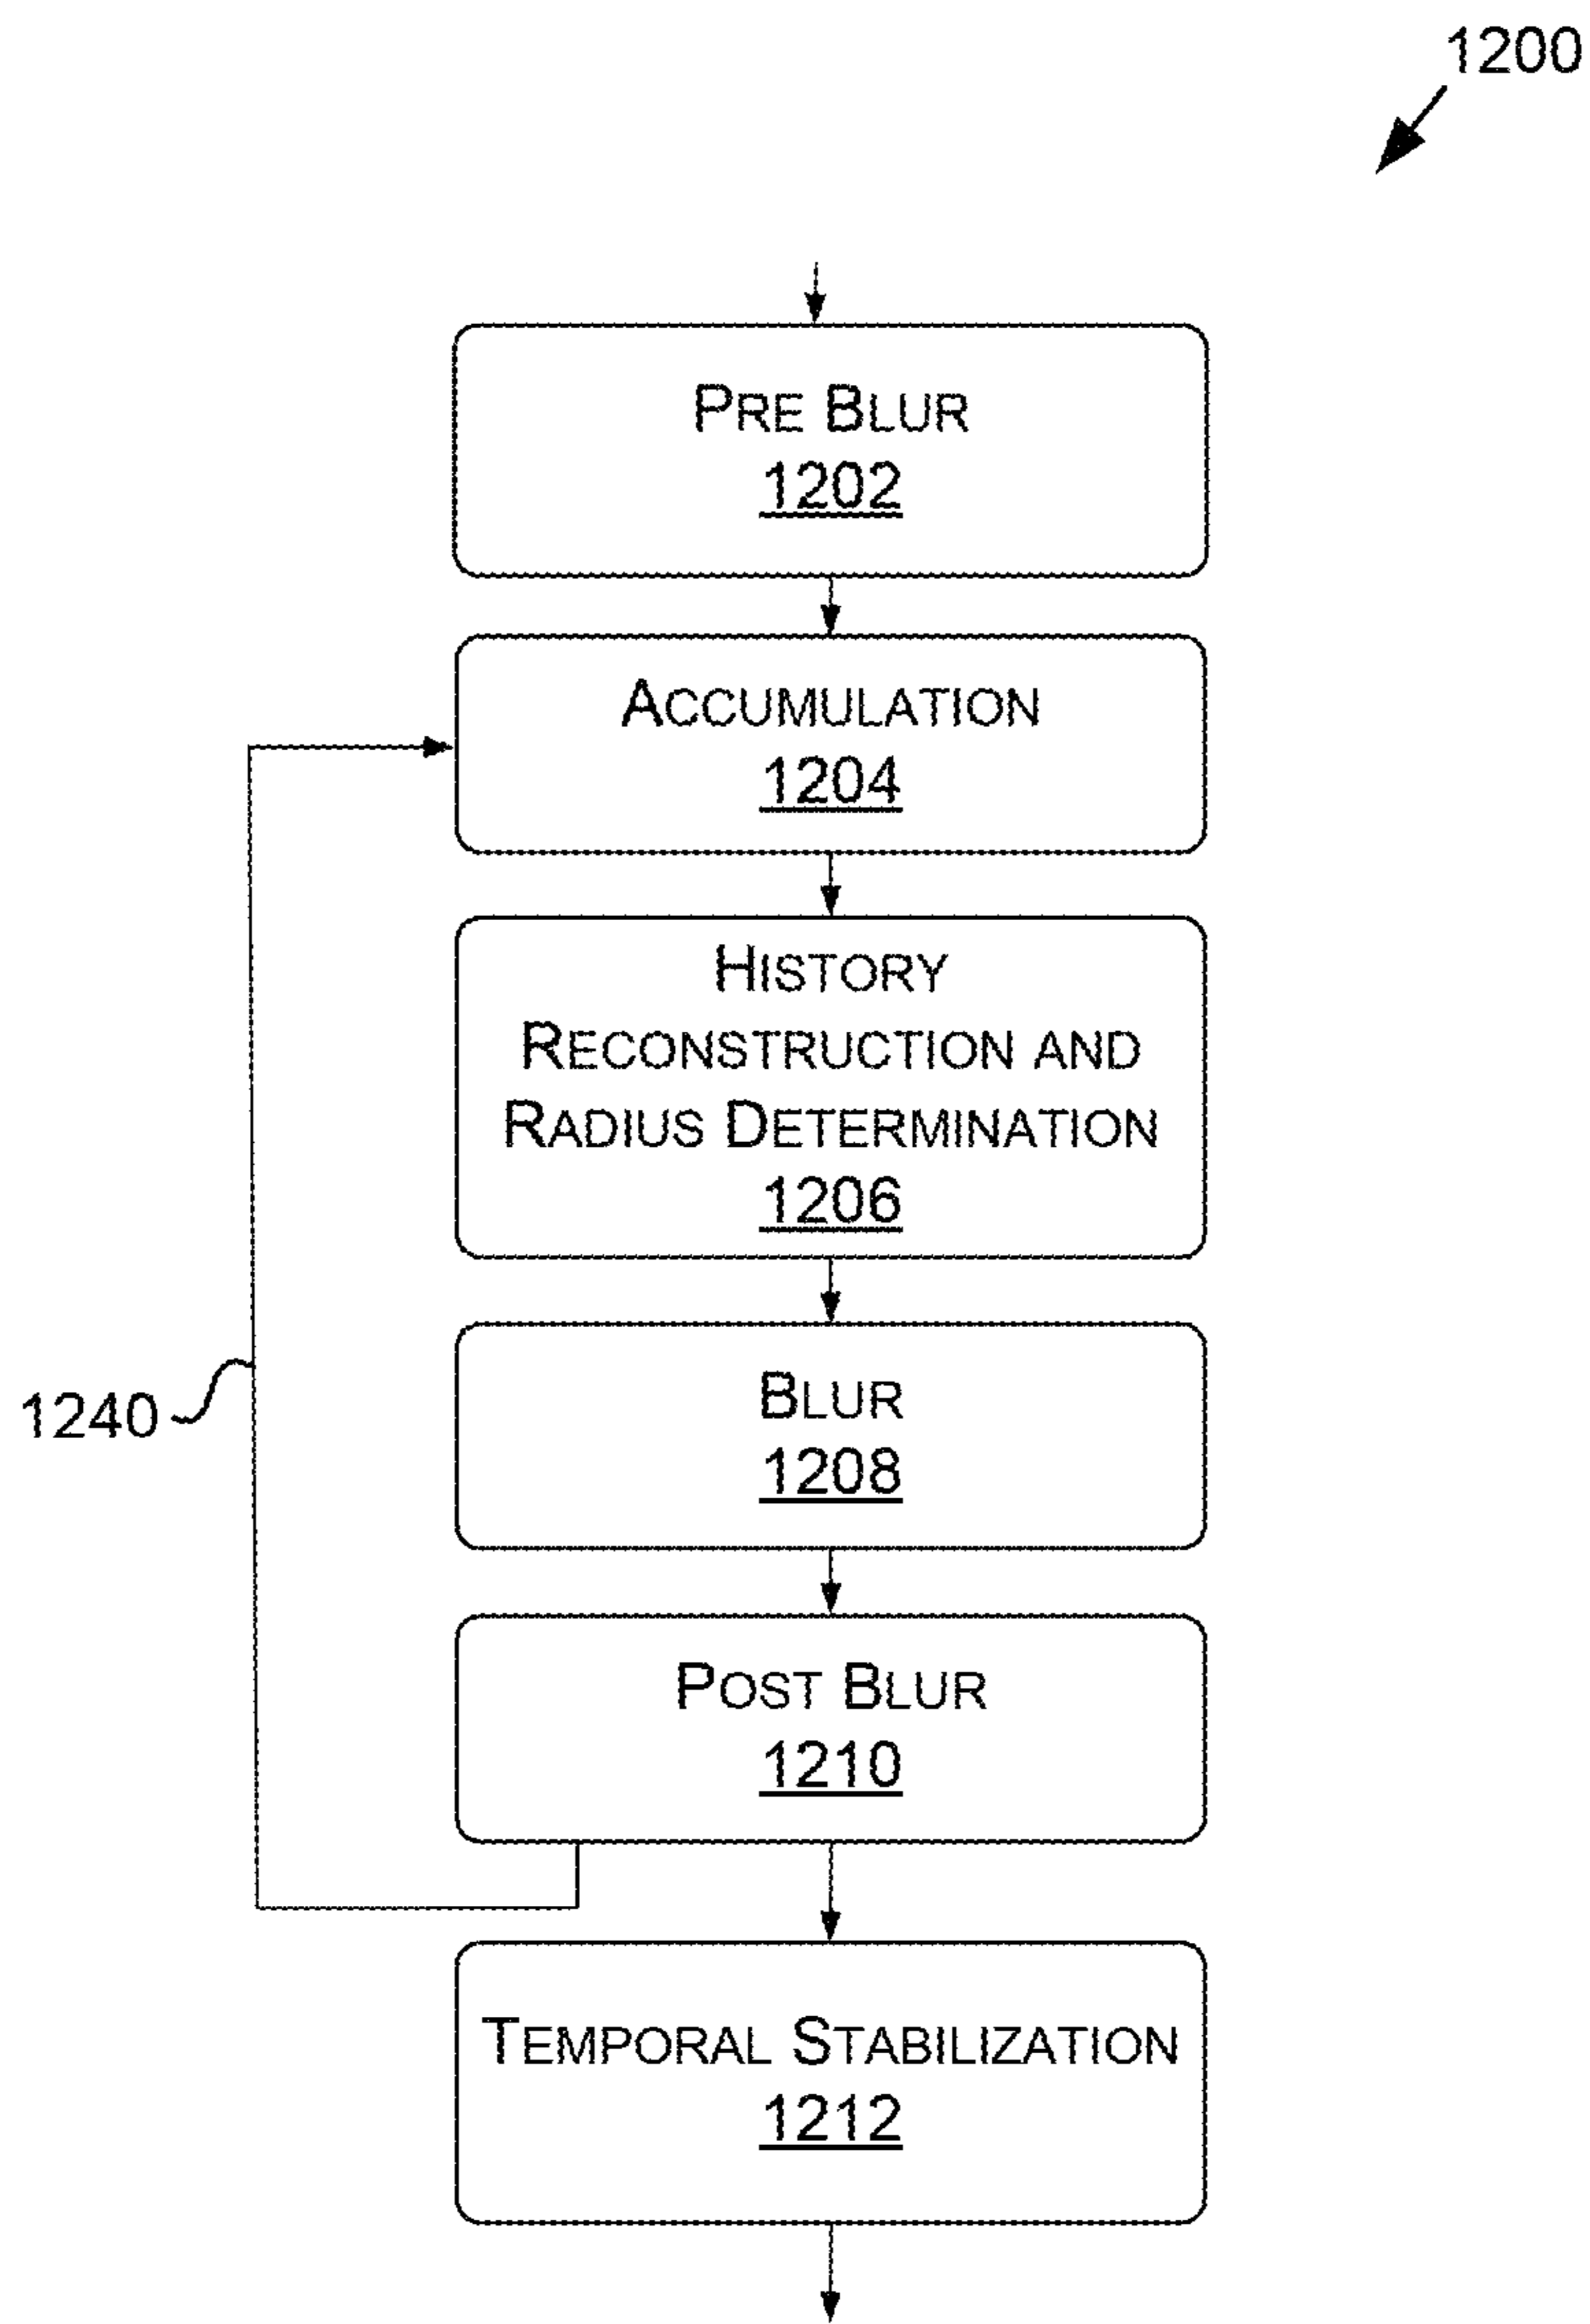 1200
PRE BLUR
1202
ACCUMULATION
1204
HISTORY
RECONSTRUCTION AND
RADIUS DETERMINATION
1206
BLUR
1208
1240
POST BLUR
1210
TEMPORAL STABILIZATION
1212